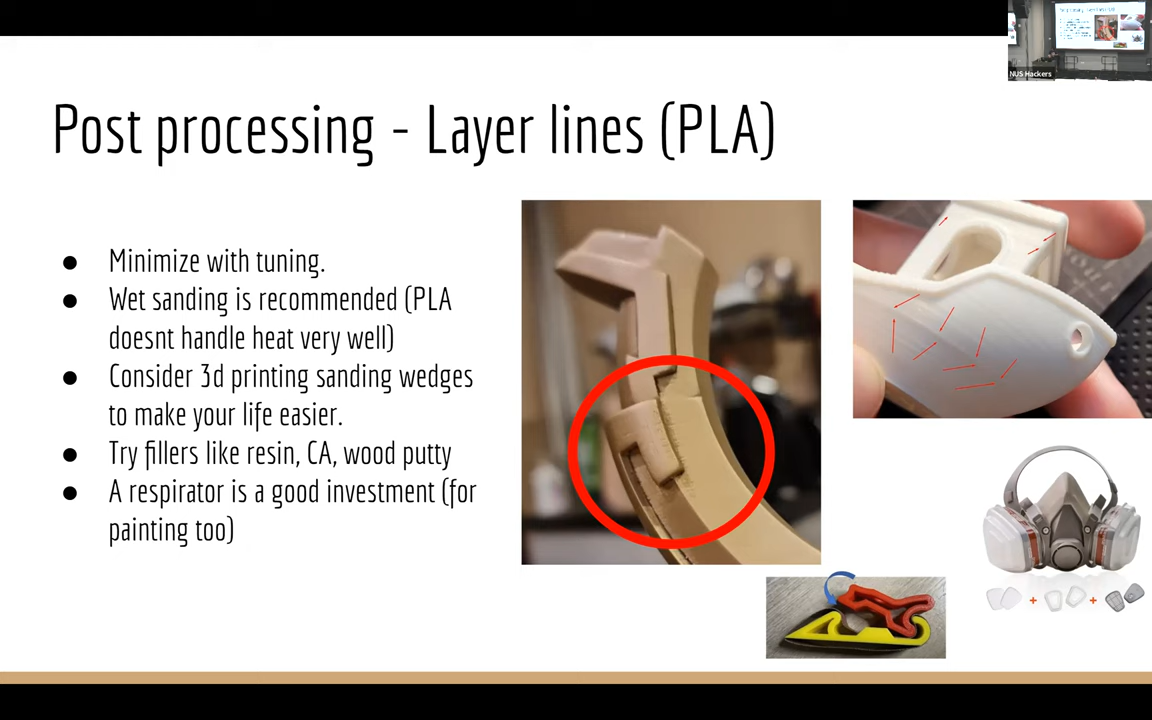 NUS Hackers
Post processing - Layer lines (PLA)
● Minimize with tuning.
● Wet sanding is recommended (PLA
doesnt handle heat very well)
● Consider 3d printing sanding wedges
to make your life easier.
● Try fillers like resin, CA, wood putty
● A respirator is a good investment (for
painting too)